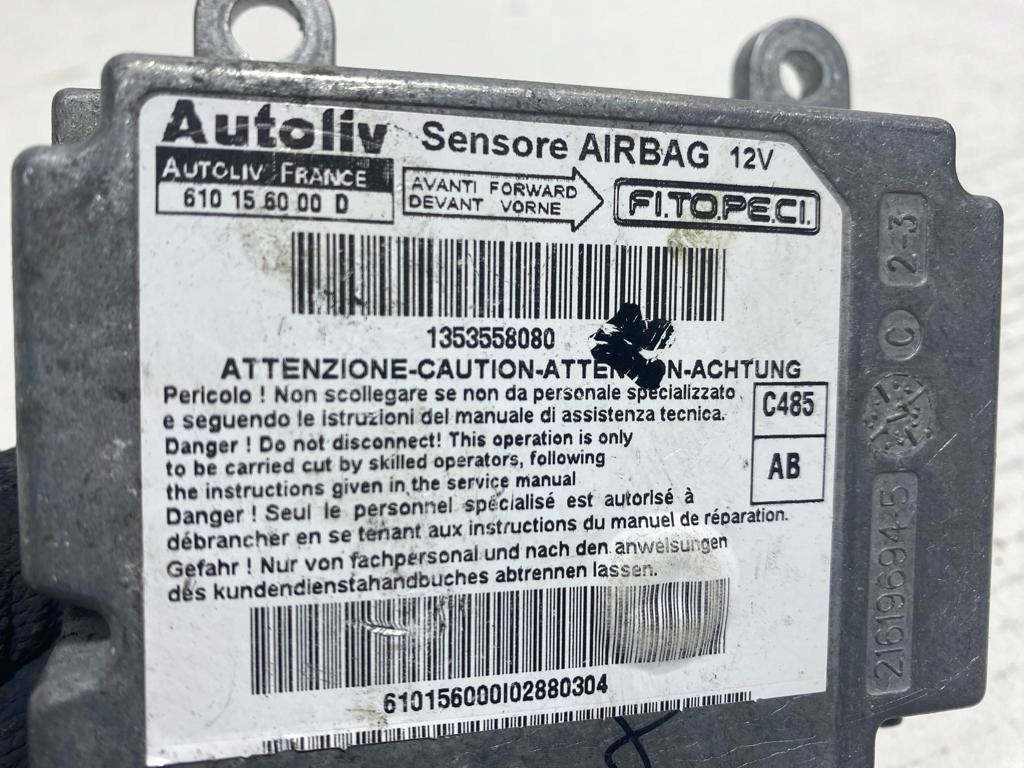 Autoliv Sensore AIRBAG 12V
AUTOLIV FRANCE
610 15 60 00 D
AVANTI FORWARD
DEVANT VORNE
FI.TO.PE.CI.
1353558080
ATTENZIONE-CAUTION-ATTEN N-ACHTUNG
Pericolo ! Non scollegare se non da personale specializzato
e seguendo le istruzioni del manuale di assistenza tecnica.
Danger ! Do not disconnect! This operation is only
to be carried cut by skilled operators, following
the instructions given in the service manual
Danger ! Seul le personnel spécialisé est autorisé à
débrancher en se tenant aux instructions du manuel de réparation.
Gefahr ! Nur von fachpersonal und nach den anweisungen
des kundendienstahandbuches abtrennen lassen.
C485
AB
610156000I02880304
2-3
C
21619694-5